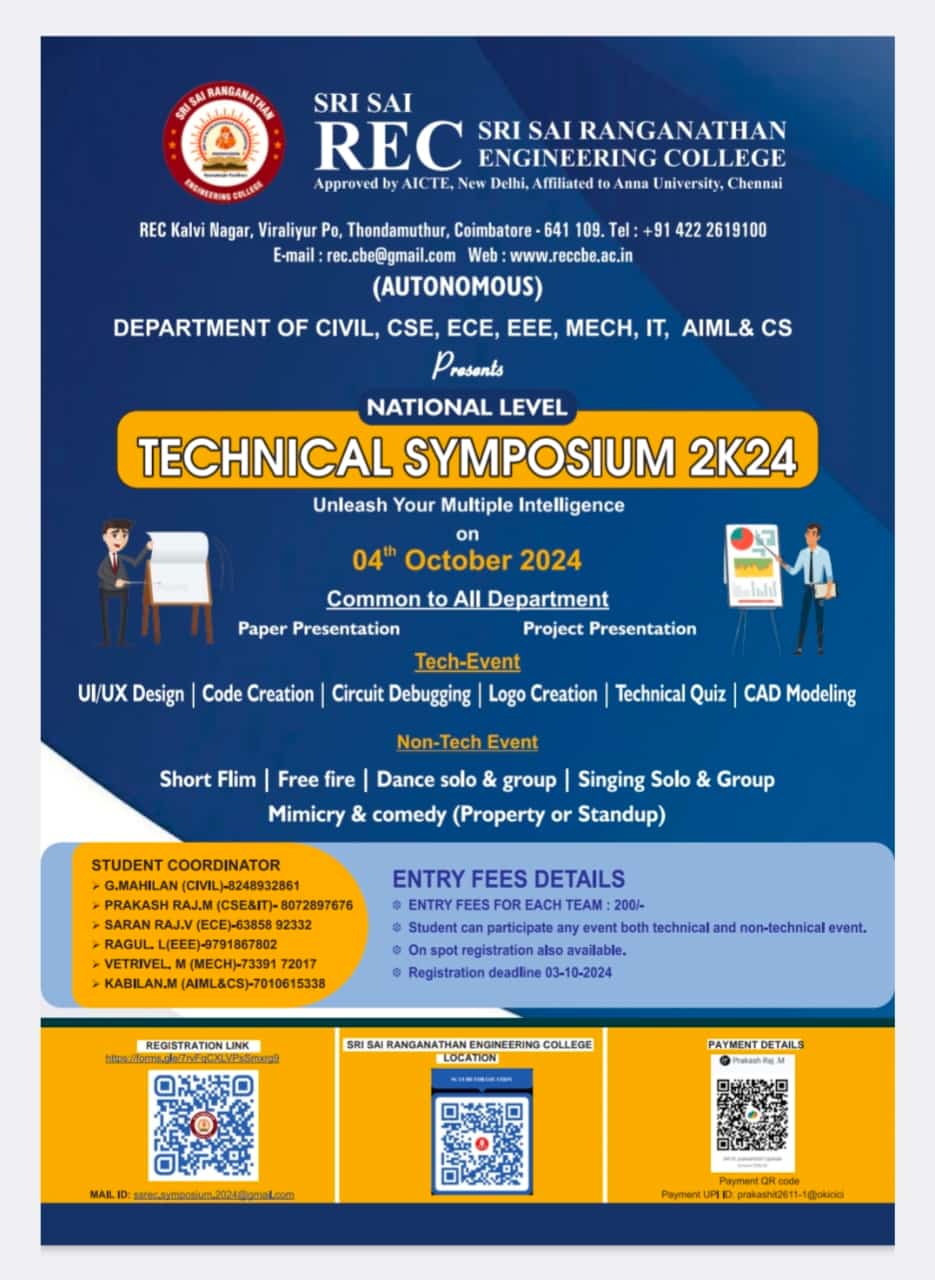 SRI SAI RANGANATHAN
ENGINEERING COLLEGE
SRI SAI
REC SRI SAI RANGANATHAN
ENGINEERING COLLEGE
Approved by AICTE, New Delhi, Affiliated to Anna University, Chennai
REC Kalvi Nagar, Viraliyur Po, Thondamuthur, Coimbatore - 641 109. Tel : +91 422 2619100
E-mail : rec.cbe@gmail.com Web : www.reccbe.ac.in
(AUTONOMOUS)
DEPARTMENT OF CIVIL, CSE, ECE, EEE, MECH, IT, AIML& CS
Presents
NATIONAL LEVEL
TECHNICAL SYMPOSIUM 2K24
Unleash Your Multiple Intelligence
on
04th October 2024
Common to All Department
Paper Presentation Project Presentation
Tech-Event
UI/UX Design | Code Creation | Circuit Debugging | Logo Creation | Technical Quiz | CAD Modeling
Non-Tech Event
Short Flim | Free fire | Dance solo & group | Singing Solo & Group
Mimicry & comedy (Property or Standup)
STUDENT COORDINATOR
➢ G.MAHILAN (CIVIL)-8248932861
➢ PRAKASH RAJ.M (CSE&IT)- 8072897676
➢ SARAN RAJ.V (ECE)-63858 92332
➢ RAGUL. L(EEE)-9791867802
➢ VETRIVEL, M (MECH)-73391 72017
➢ KABILAN.M (AIML&CS)-7010615338
ENTRY FEES DETAILS
ENTRY FEES FOR EACH TEAM : 200/-
Student can participate any event both technical and non-technical event.
On spot registration also available.
Registration deadline 03-10-2024
REGISTRATION LINK
https://forms.gle/7rvFqCXLVPsSmxrg9
MAIL ID: ssrec.symposium.2024@gmail.com
SRI SAI RANGANATHAN ENGINEERING COLLEGE
LOCATION
PAYMENT DETAILS
Prakash Raj .M
Payment QR code
Payment UPI ID: prakashit2611-1@okicici